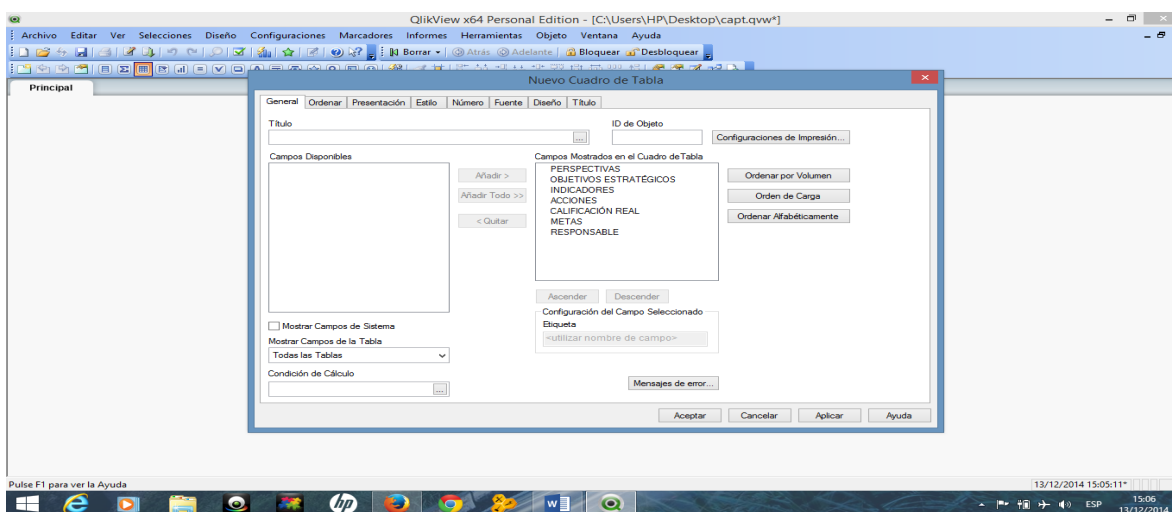 QlikView x64 Personal Edition - [C:\Users\HP\Desktop\capt.qvw*]
Archivo Editar Ver Selecciones Diseño Configuraciones Marcadores Informes Herramientas Objeto Ventana Ayuda
Borrar Atrás Adelante Bloquear Desbloquear
Principal
Nuevo Cuadro de Tabla
General Ordenar Presentación Estilo Número Fuente Diseño Título
Título ID de Objeto
... Configuraciones de Impresión...
Campos Disponibles Campos Mostrados en el Cuadro de Tabla
PERSPECTIVAS
Añadir > OBJETIVOS ESTRATÉGICOS Ordenar por Volumen
INDICADORES
Añadir Todo >> ACCIONES Orden de Carga
CALIFICACIÓN REAL
< Quitar METAS Ordenar Alfabéticamente
RESPONSABLE
Ascender Descender
Configuración del Campo Seleccionado
Mostrar Campos de Sistema Etiqueta
Mostrar Campos de la Tabla <utilizar nombre de campo>
Todas las Tablas
Condición de Cálculo
... Mensajes de error...
Aceptar Cancelar Aplicar Ayuda
Pulse F1 para ver la Ayuda 13/12/2014 15:05:11*
ESP 15:06
13/12/2014